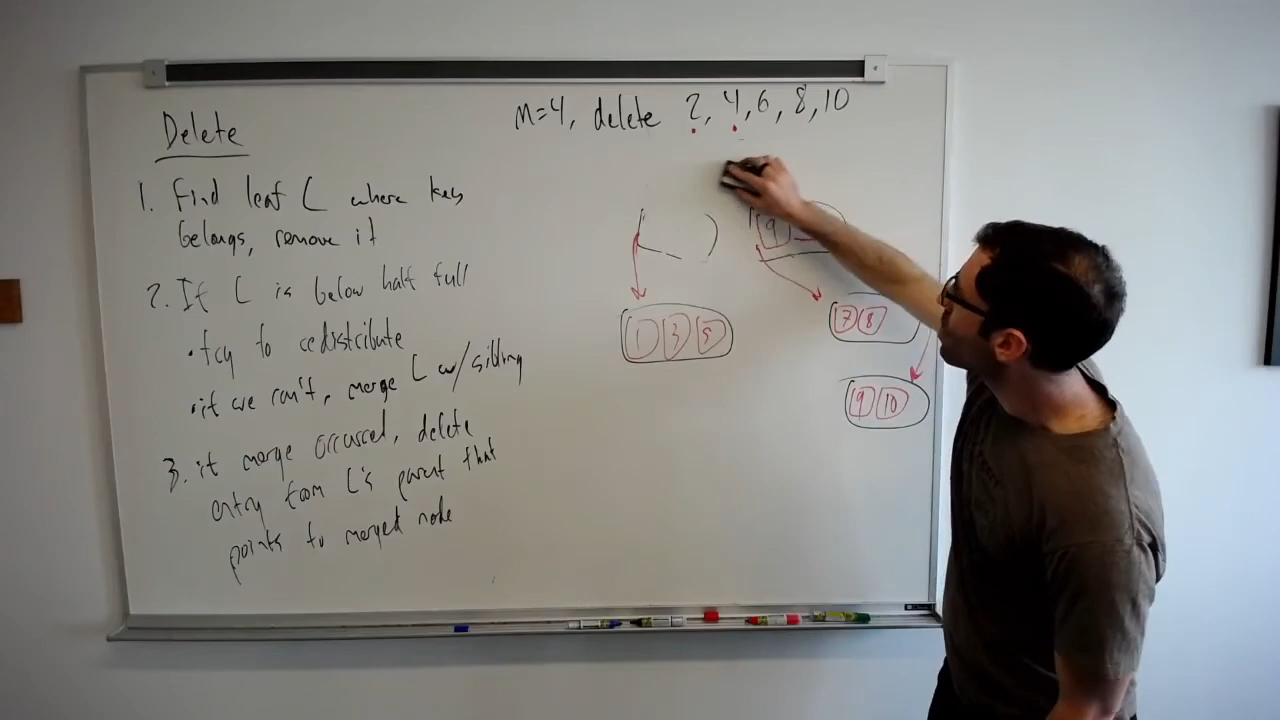 Delete
1. Find leaf L where key
belongs, remove it
2. If L is below half full
• try to redistribute
• if we can't, merge L w/ sibling
3. if merge occurred, delete
entry from L's parent that
points to merged node
M=4, delete 2, 4, 6, 8, 10
9
1 3 5
7 8
9 10